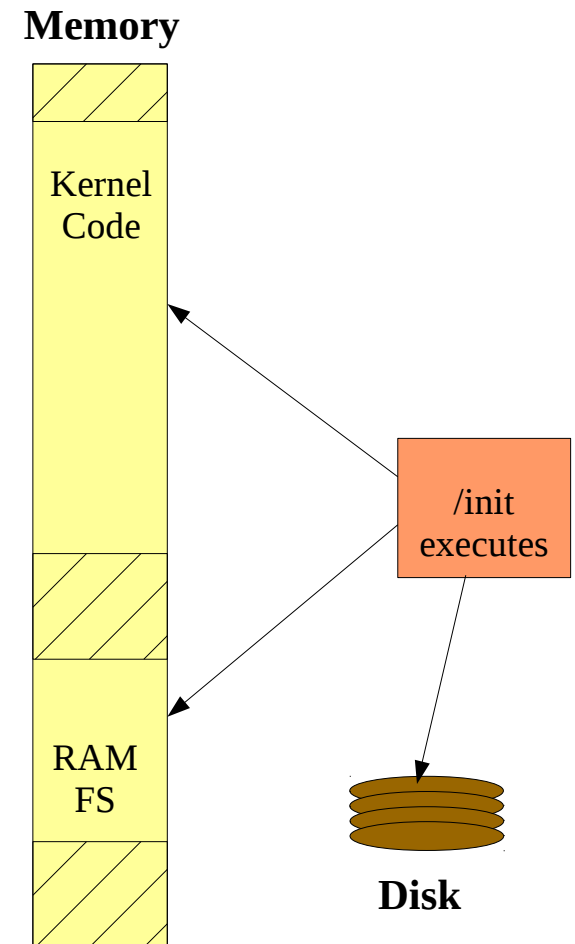 Memory
Kernel
Code
/init
executes
RAM
FS
Disk